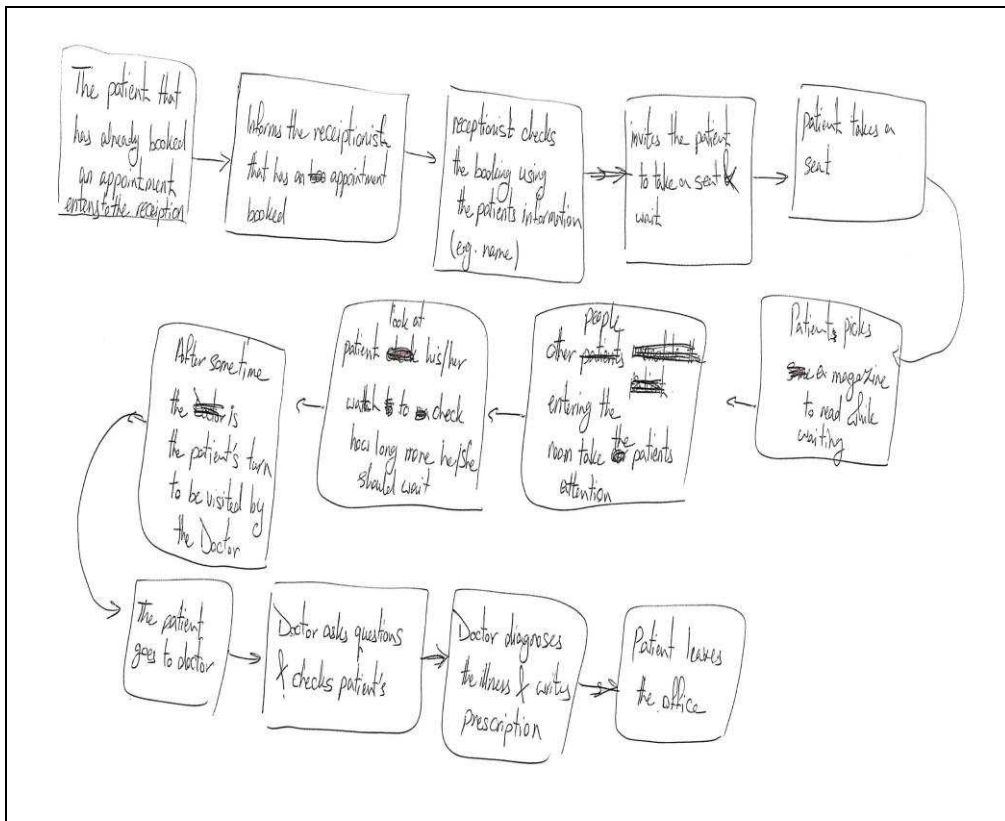 The patient that
has already booked
an appointment
enters to the reception
Informs the receiptionist
that has an appointment
booked
receptionist checks
the booking using
the patients information
(e.g. name)
invites the patient
to take a seat &
wait
patient takes a
seat
Patients picks
a magazine
to read while
waiting
people
other
entering the
room take the patients
attention
look at
patient his/her
watch to check
how long more he/she
should wait
After sometime
the is
the patient's turn
to be visited by
the Doctor
The patient
goes to doctor
Doctor asks questions
& checks patient's
Doctor diagnoses
the illness & writes
prescription
Patient leaves
the office